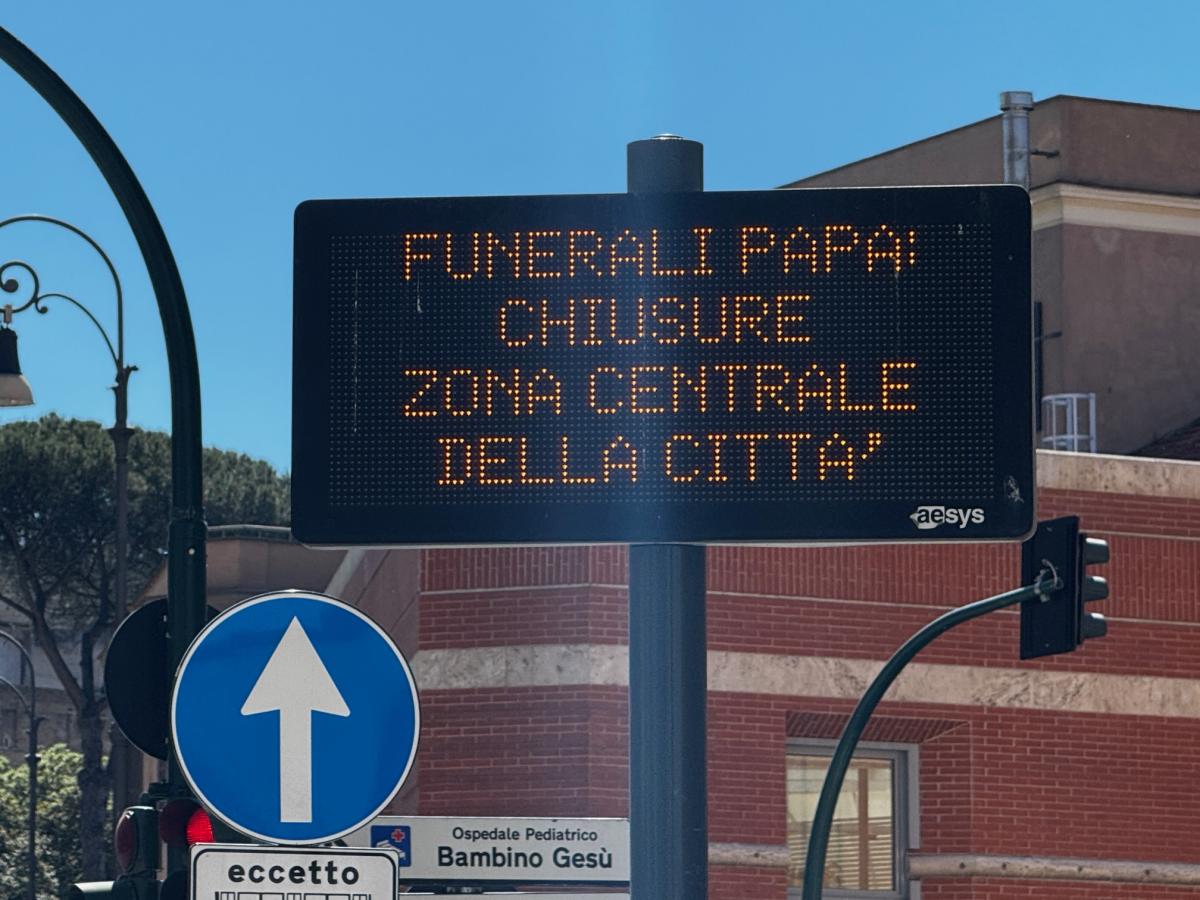 FUNERALI PAPA:
CHIUSURE
ZONA CENTRALE
DELLA CITTA'
aesys
Ospedale Pediatrico
Bambino Gesù
eccetto